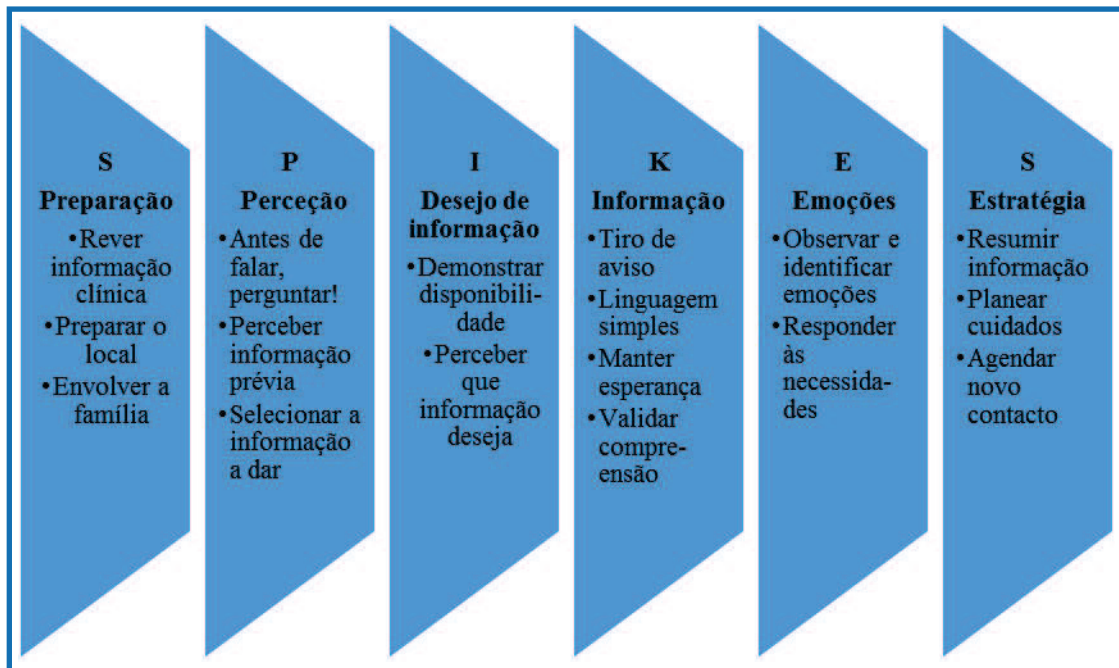 S
Preparação
•Rever
informação
clínica
•Preparar o
local
•Envolver a
família
P
Perceção
•Antes de
falar,
perguntar!
•Perceber
informação
prévia
•Selecionar a
informação
a dar
I
Desejo de
informação
•Demonstrar
disponibili-
dade
•Perceber
que
informação
deseja
K
Informação
•Tiro de
aviso
•Linguagem
simples
•Manter
esperança
•Validar
compre-
ensão
E
Emoções
•Observar e
identificar
emoções
•Responder
às
necessida-
des
S
Estratégia
•Resumir
informação
•Planear
cuidados
•Agendar
novo
contacto